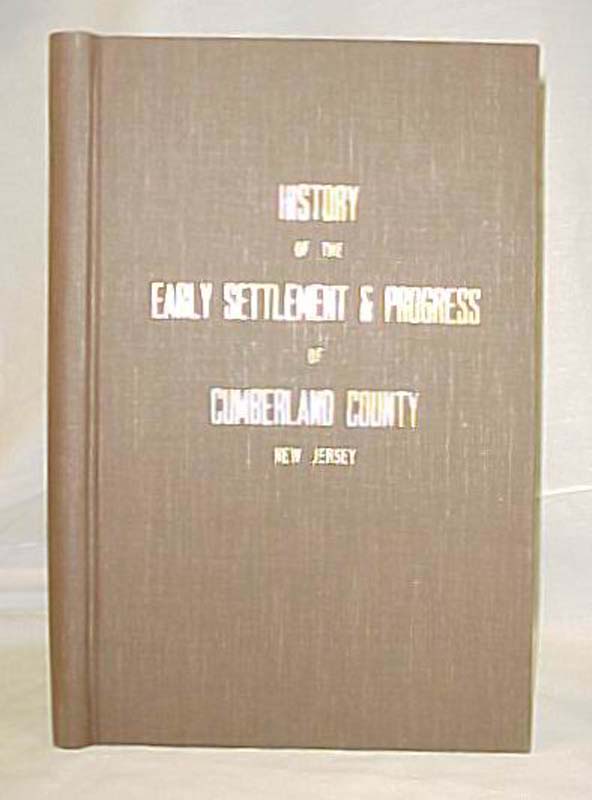 HISTORY
OF THE
EARLY SETTLEMENT & PROGRESS
OF
CUMBERLAND COUNTY
NEW JERSEY